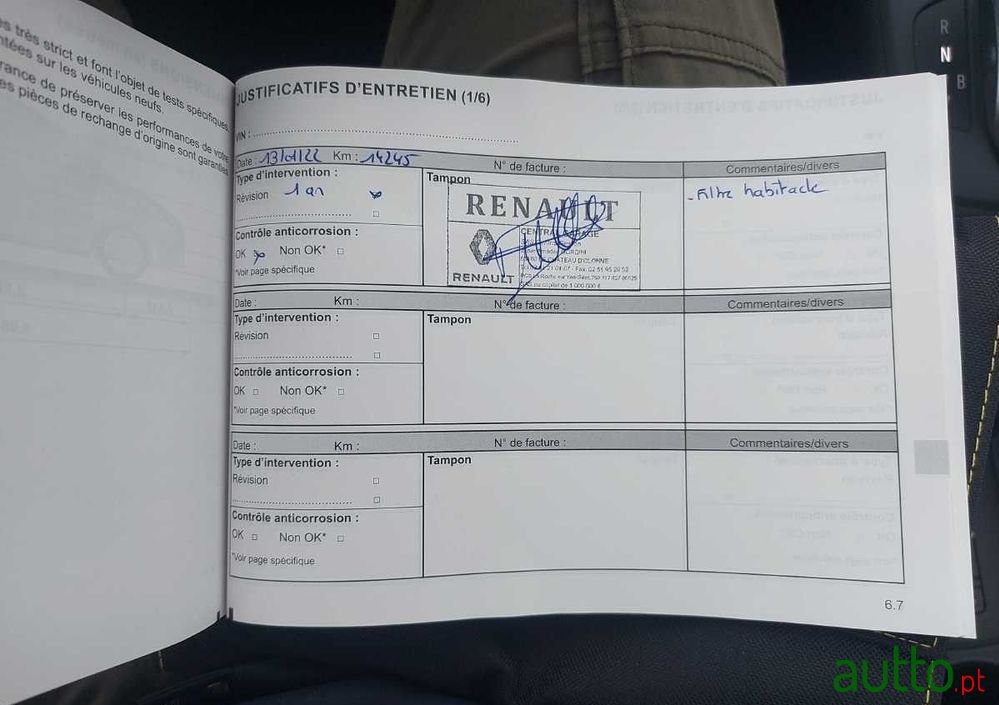 très strict et font l'objet de tests spécifiques
sur les véhicules neufs.
de préserver les performances de
pièces de rechange d'origine sont garanties
JUSTIFICATIFS D'ENTRETIEN (1/6)
VIN :
Date : 13/01/22 Km : 14245 N° de facture : Commentaires/divers
Type d'intervention : Tampon
Révision 1 an - Filtre habitacle
RENAULT
Contrôle anticorrosion : CENTRAL GARAGE
OK Non OK*
*Voir page spécifique RENAULT
Date : Km : N° de facture : Commentaires/divers
Type d'intervention : Tampon
Révision
Contrôle anticorrosion :
OK Non OK*
*Voir page spécifique
Date : Km : N° de facture : Commentaires/divers
Type d'intervention : Tampon
Révision
Contrôle anticorrosion :
OK Non OK*
*Voir page spécifique
6.7
R
N
B
autto.pt